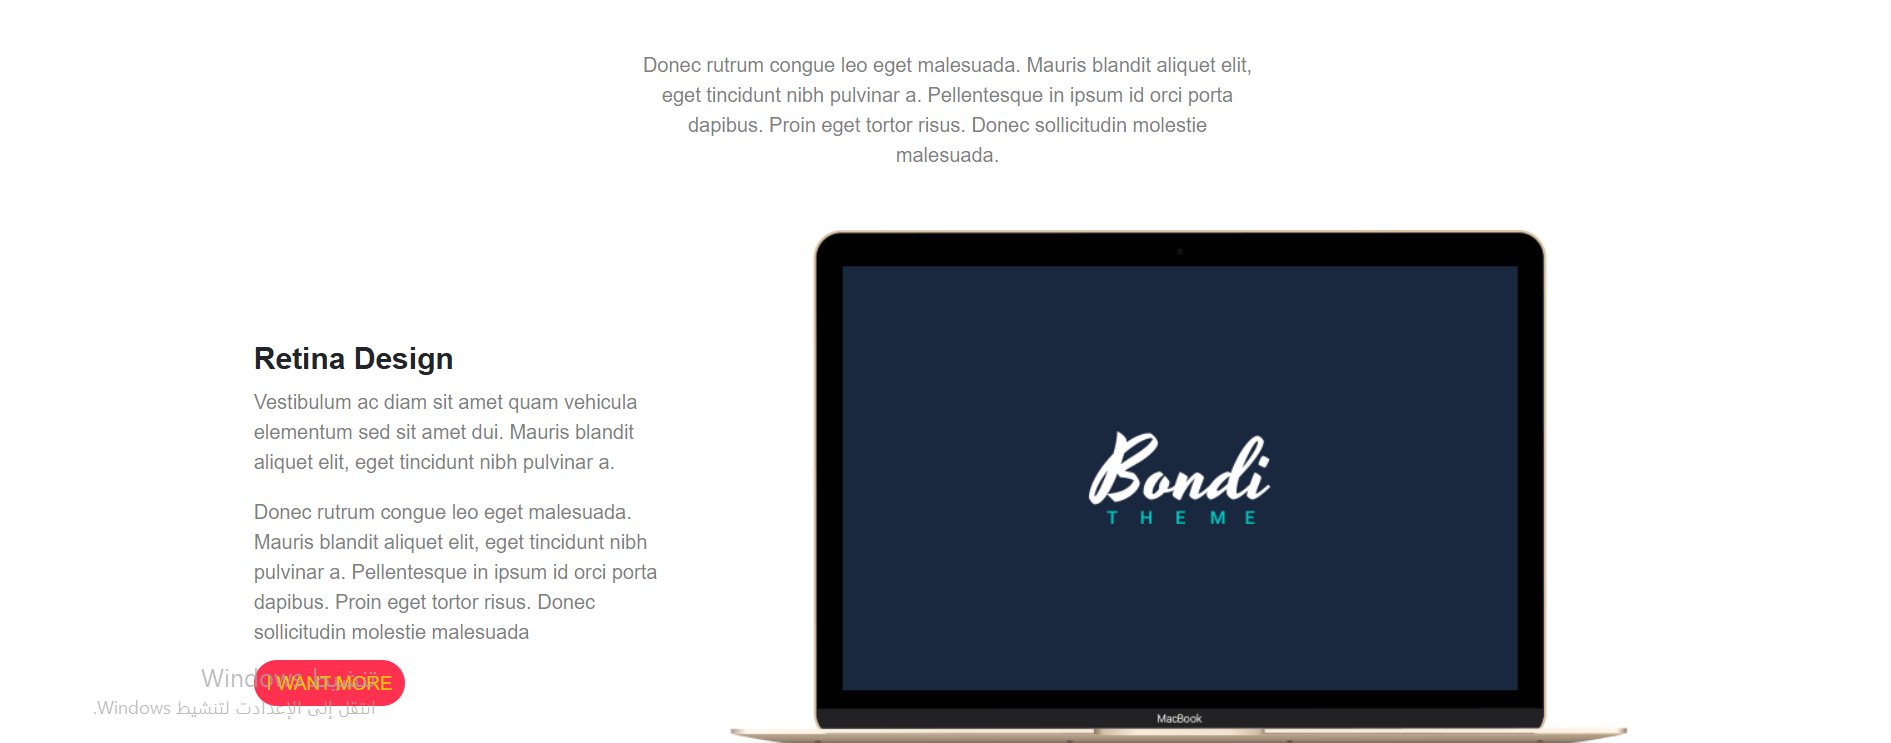 Donec rutrum congue leo eget malesuada. Mauris blandit aliquet elit,
eget tincidunt nibh pulvinar a. Pellentesque in ipsum id orci porta
dapibus. Proin eget tortor risus. Donec sollicitudin molestie
malesuada.
Retina Design
Vestibulum ac diam sit amet quam vehicula
elementum sed sit amet dui. Mauris blandit
aliquet elit, eget tincidunt nibh pulvinar a.
Donec rutrum congue leo eget malesuada.
Mauris blandit aliquet elit, eget tincidunt nibh
pulvinar a. Pellentesque in ipsum id orci porta
dapibus. Proin eget tortor risus. Donec
sollicitudin molestie malesuada
I WANT MORE
تنشيط Windows
انتقل إلى الإعدادات لتنشيط Windows.
Bondi
THEME
MacBook